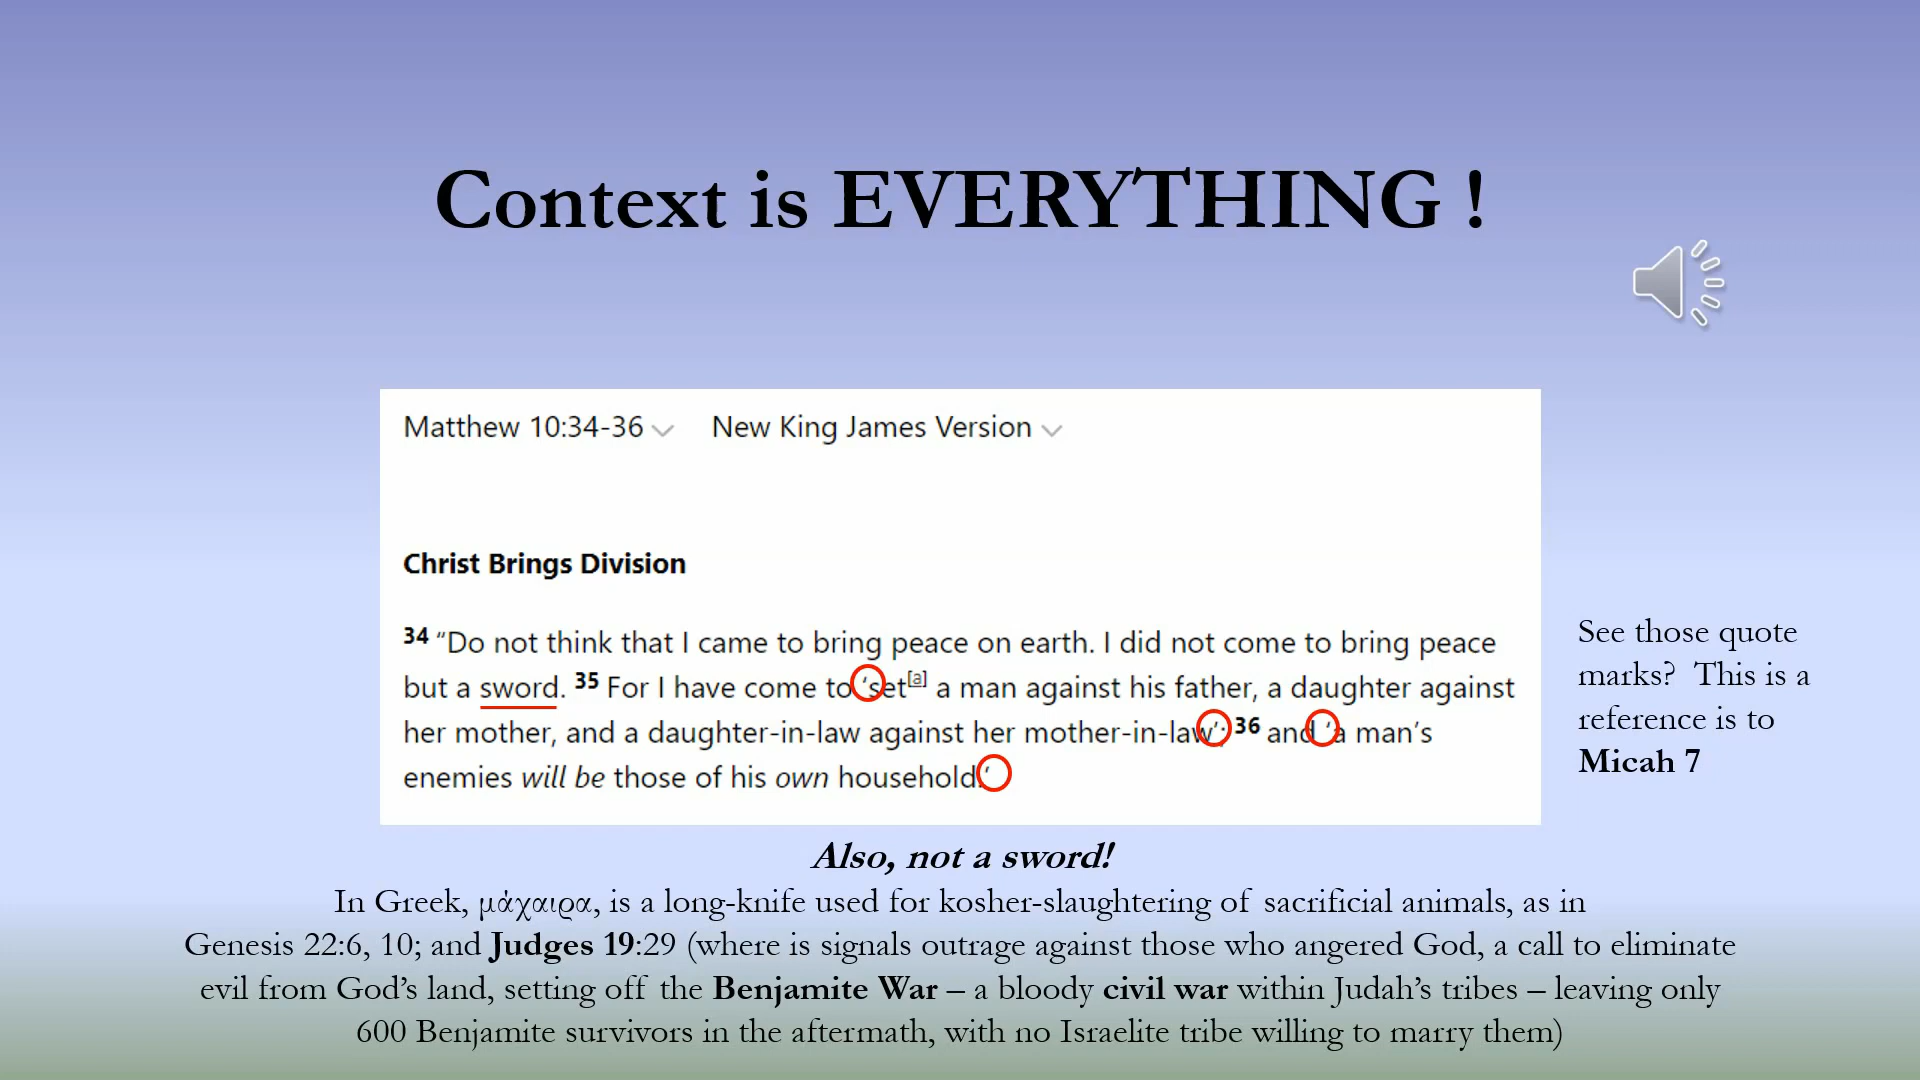 Context is EVERYTHING !
Matthew 10:34-36 New King James Version
Christ Brings Division
34 “Do not think that I came to bring peace on earth. I did not come to bring peace
but a sword. 35 For I have come to ‘set[a] a man against his father, a daughter against
her mother, and a daughter-in-law against her mother-in-law’; 36 and ‘a man’s
enemies will be those of his own household.’
See those quote
marks? This is a
reference is to
Micah 7
Also, not a sword!
In Greek, μάχαιρα, is a long-knife used for kosher-slaughtering of sacrificial animals, as in
Genesis 22:6, 10; and Judges 19:29 (where is signals outrage against those who angered God, a call to eliminate
evil from God’s land, setting off the Benjamite War – a bloody civil war within Judah’s tribes – leaving only
600 Benjamite survivors in the aftermath, with no Israelite tribe willing to marry them)